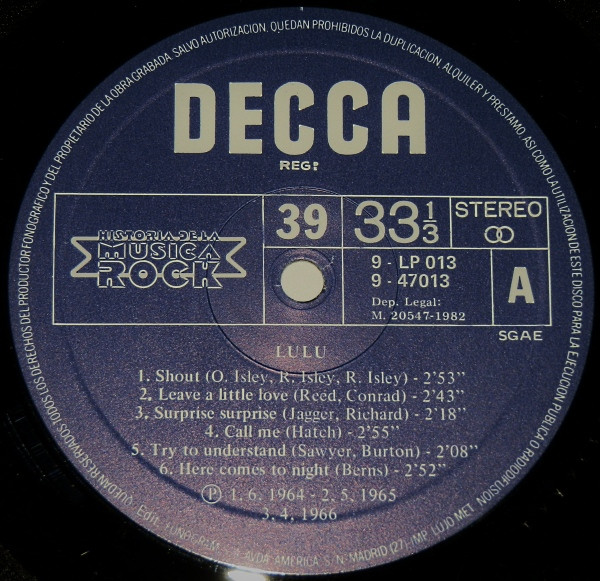 QUEDAN RESERVADOS TODOS LOS DERECHOS DEL PRODUCTOR FONOGRAFICO Y DEL PROPIETARIO DE LA OBRA GRABADA. SALVO AUTORIZACION. QUEDAN PROHIBIDOS LA DUPLICACION, ALQUILER Y PRESTAMO, ASI COMO LA UTILIZACION DE ESTE DISCO PARA LA EJECUCION PUBLICA O RADIODIFUSION.
DECCA
REG:
HISTORIA DE LA
MUSICA
ROCK
39
33 1/3
STEREO
9 - LP 013
9 - 47013
Dep. Legal:
M. 20547-1982
A
SGAE
LULU
1. Shout (O. Isley, R. Isley, R. Isley) - 2'53''
2. Leave a little love (Reed, Conrad) - 2'43''
3. Surprise surprise (Jagger, Richard) - 2'18''
4. Call me (Hatch) - 2'55''
5. Try to understand (Sawyer, Burton) - 2'08''
6. Here comes to night (Berns) - 2'52''
Ⓟ 1. 6. 1964 - 2. 5. 1965
3. 4. 1966
AVDA. AMERICA, S/N - MADRID (27) - IMP. LUJO MET.